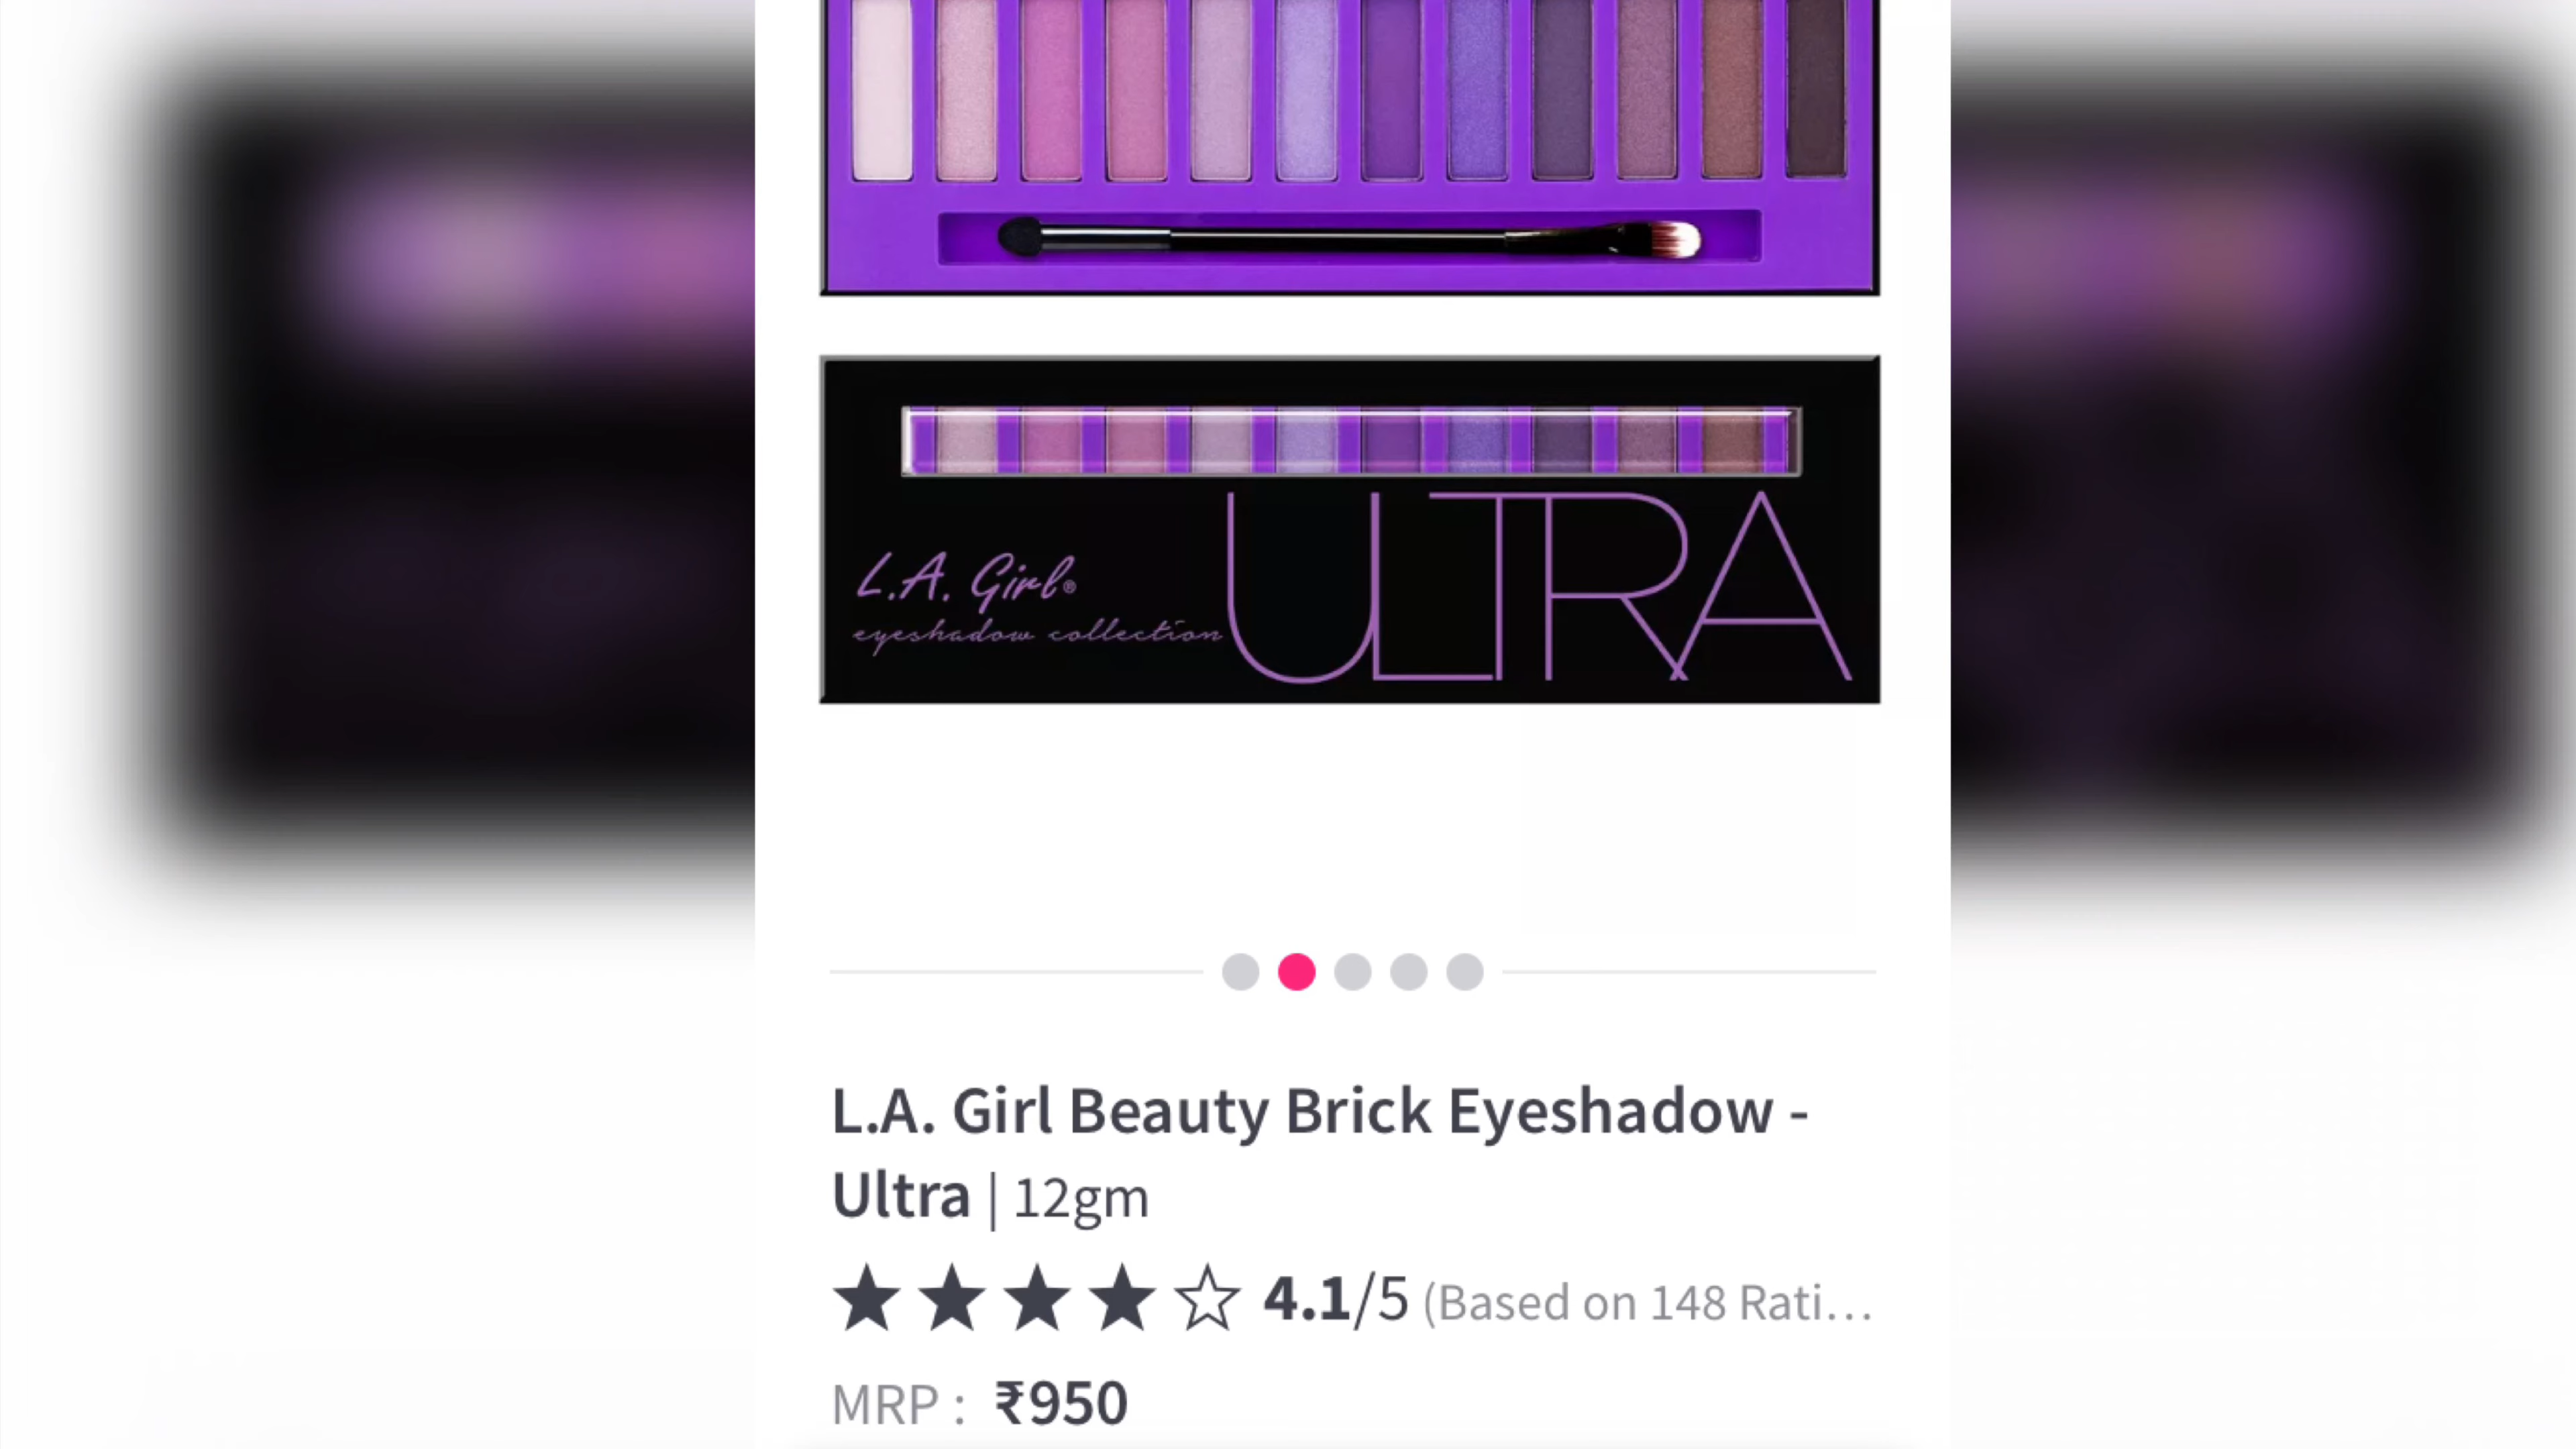 L.A. Girl®
eyeshadow collection
ULTRA
L.A. Girl Beauty Brick Eyeshadow -
Ultra | 12gm
4.1/5 (Based on 148 Rati...
MRP : ₹950